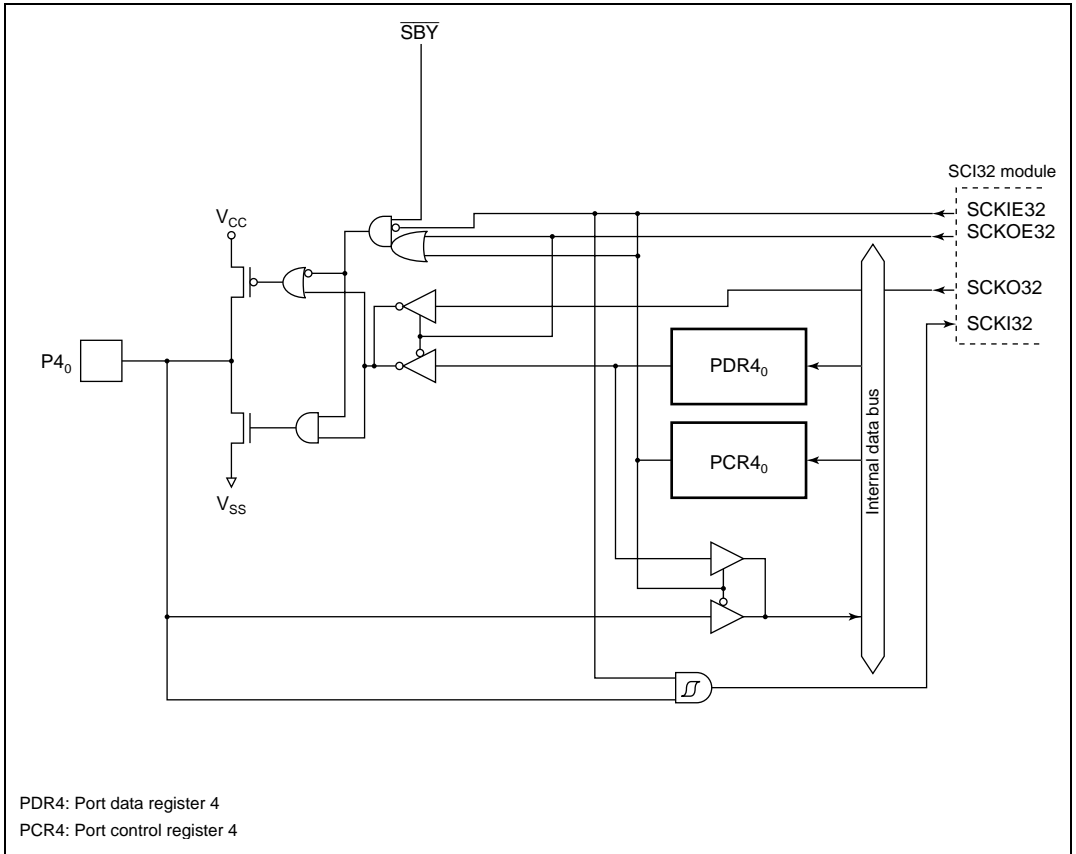 SBY
SCI32 module
SCKIE32
SCKOE32
SCKO32
SCKI32
VCC
P40
VSS
PDR40
PCR40
Internal data bus
PDR4: Port data register 4
PCR4: Port control register 4